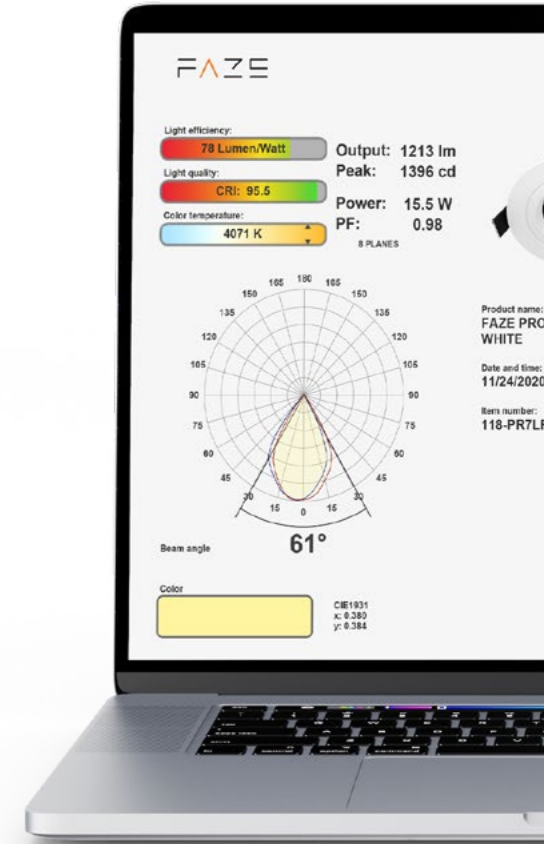 FAZE
Light efficiency:
78 Lumen/Watt
Light quality:
CRI: 95.5
Color temperature:
4071 K
Output: 1213 lm
Peak: 1396 cd
Power: 15.5 W
PF: 0.98
8 PLANES
180
165 165
150 150
135 135
120 120
105 105
90 90
75 75
60 60
45 45
30 30
15 0 15
Beam angle
61°
Color
CIE1931
x: 0.380
y: 0.384
Product name:
FAZE PRO
WHITE
Date and time:
11/24/2020
Item number:
118-PR7LF